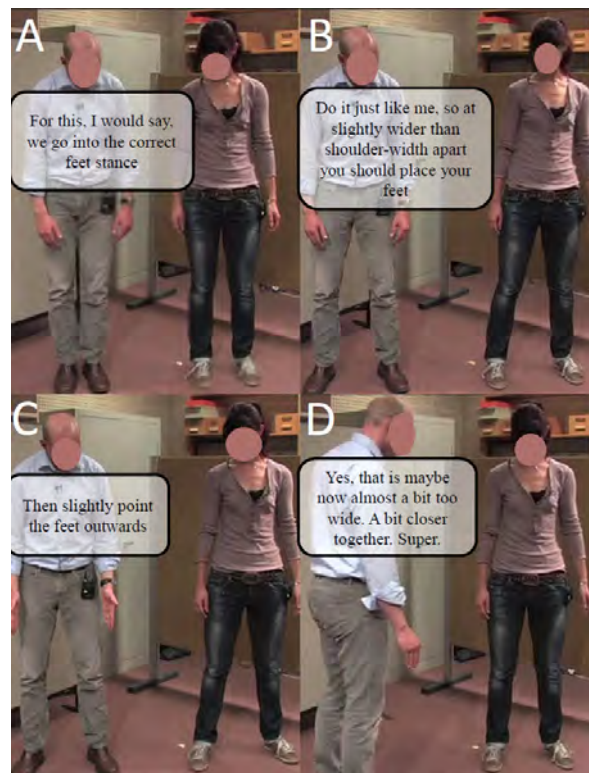 A
For this, I would say,
we go into the correct
feet stance
B
Do it just like me, so at
slightly wider than
shoulder-width apart
you should place your
feet
C
Then slightly point
the feet outwards
D
Yes, that is maybe
now almost a bit too
wide. A bit closer
together. Super.